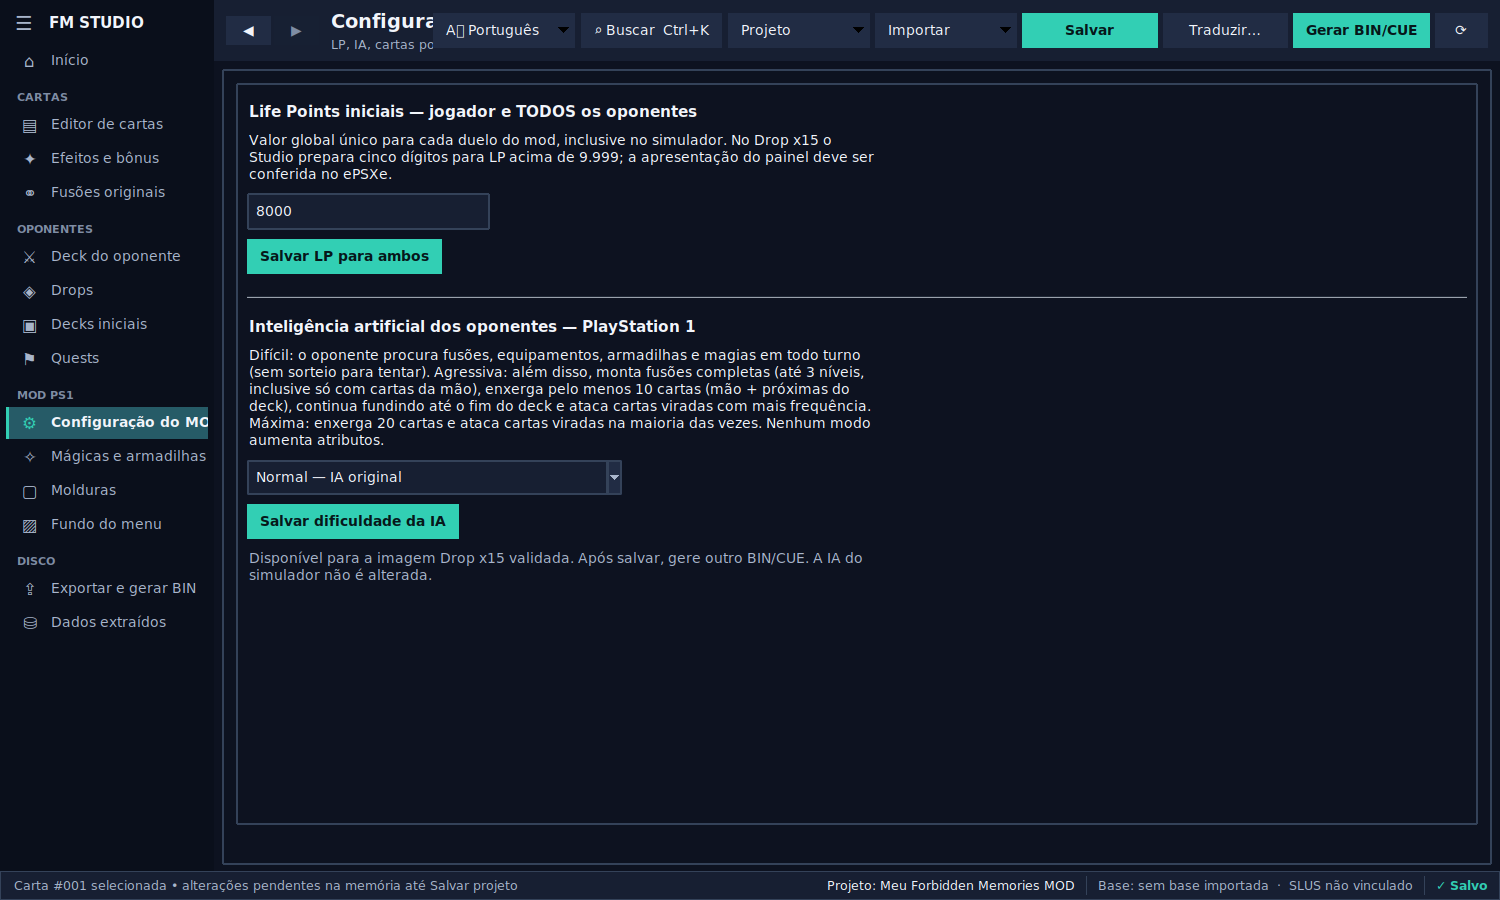 FM STUDIO
Início
CARTAS
Editor de cartas
Efeitos e bônus
Fusões originais
OPONENTES
Deck do oponente
Drops
Decks iniciais
Quests
MOD PS1
Configuração do MO
Mágicas e armadilhas
Molduras
Fundo do menu
DISCO
Exportar e gerar BIN
Dados extraídos
Configura
LP, IA, cartas po
Português
Buscar Ctrl+K
Projeto
Importar
Salvar
Traduzir...
Gerar BIN/CUE
Life Points iniciais — jogador e TODOS os oponentes
Valor global único para cada duelo do mod, inclusive no simulador. No Drop x15 o
Studio prepara cinco dígitos para LP acima de 9.999; a apresentação do painel deve ser
conferida no ePSXe.
8000
Salvar LP para ambos
Inteligência artificial dos oponentes — PlayStation 1
Difícil: o oponente procura fusões, equipamentos, armadilhas e magias em todo turno
(sem sorteio para tentar). Agressiva: além disso, monta fusões completas (até 3 níveis,
inclusive só com cartas da mão), enxerga pelo menos 10 cartas (mão + próximas do
deck), continua fundindo até o fim do deck e ataca cartas viradas com mais frequência.
Máxima: enxerga 20 cartas e ataca cartas viradas na maioria das vezes. Nenhum modo
aumenta atributos.
Normal — IA original
Salvar dificuldade da IA
Disponível para a imagem Drop x15 validada. Após salvar, gere outro BIN/CUE. A IA do
simulador não é alterada.
Carta #001 selecionada • alterações pendentes na memória até Salvar projeto
Projeto: Meu Forbidden Memories MOD
Base: sem base importada · SLUS não vinculado
✓ Salvo